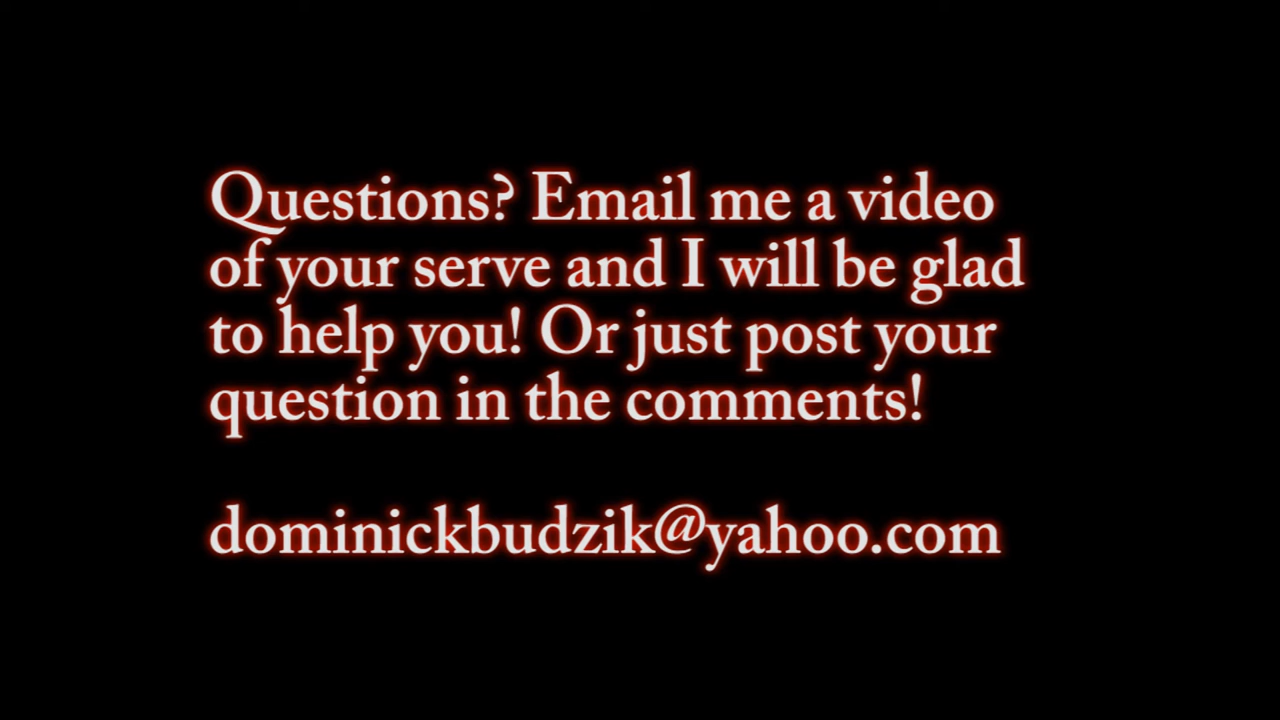 Questions? Email me a video
of your serve and I will be glad
to help you! Or just post your
question in the comments!
dominickbudzik@yahoo.com